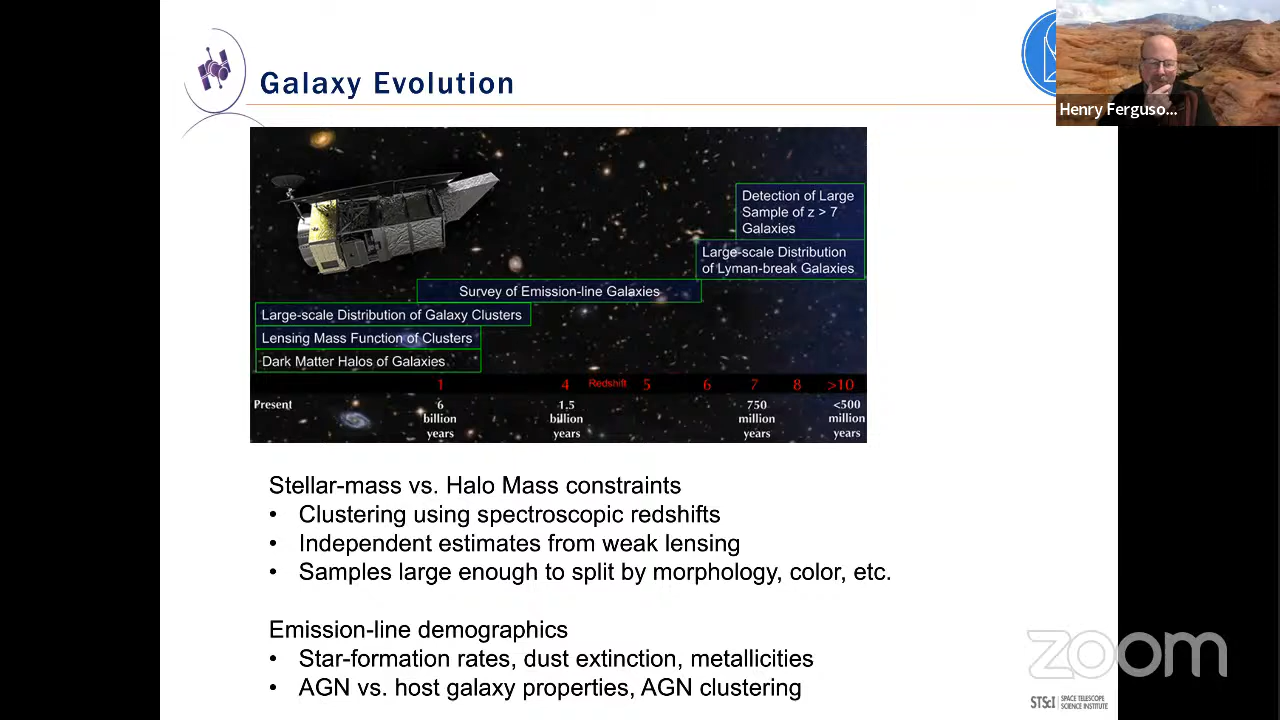 Galaxy Evolution
Henry Ferguso...
Detection of Large
Sample of z > 7
Galaxies
Large-scale Distribution
of Lyman-break Galaxies
Survey of Emission-line Galaxies
Large-scale Distribution of Galaxy Clusters
Lensing Mass Function of Clusters
Dark Matter Halos of Galaxies
1 4 Redshift 5 6 7 8 >10
Present 6 billion years 1.5 billion years 750 million years <500 million years
Stellar-mass vs. Halo Mass constraints
• Clustering using spectroscopic redshifts
• Independent estimates from weak lensing
• Samples large enough to split by morphology, color, etc.
Emission-line demographics
• Star-formation rates, dust extinction, metallicities
• AGN vs. host galaxy properties, AGN clustering
zoom
STScI | SPACE TELESCOPE
SCIENCE INSTITUTE